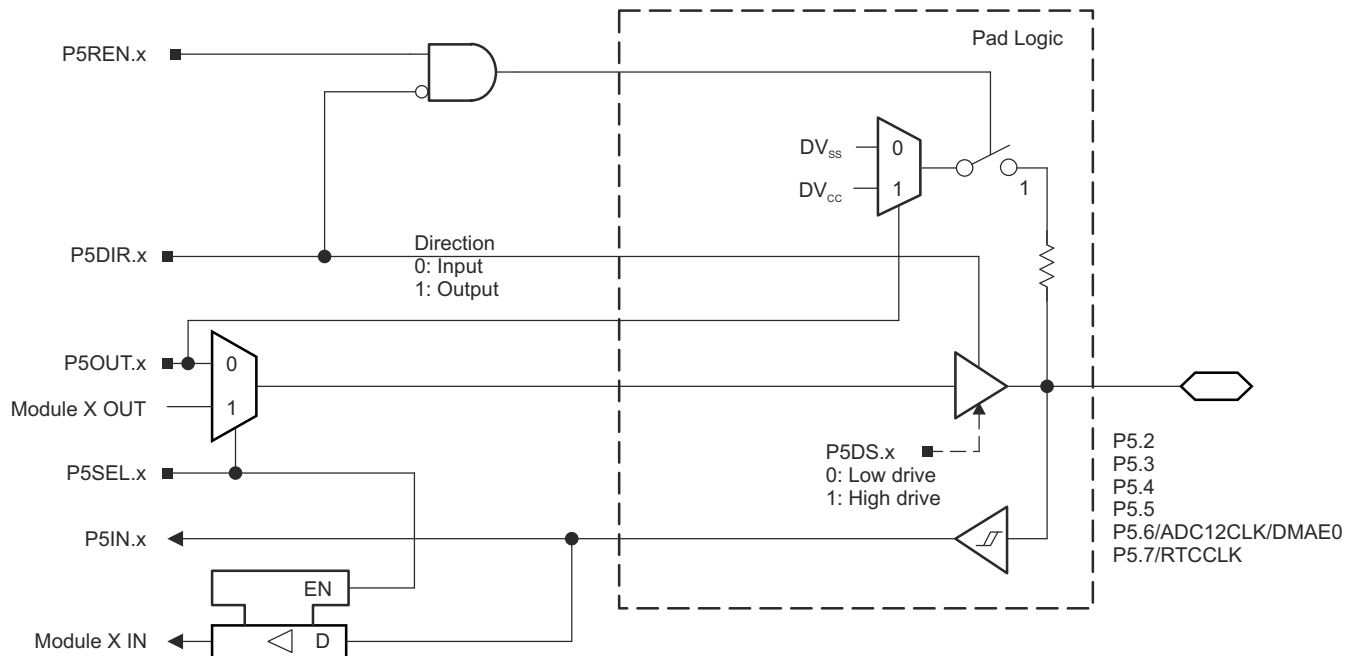 Pad Logic
P5REN.x
DVSS
0
DVCC
1
1
P5DIR.x
Direction
0: Input
1: Output
P5OUT.x
0
Module X OUT
1
P5SEL.x
P5DS.x
0: Low drive
1: High drive
P5.2
P5.3
P5.4
P5.5
P5.6/ADC12CLK/DMAE0
P5.7/RTCCLK
P5IN.x
EN
Module X IN
D